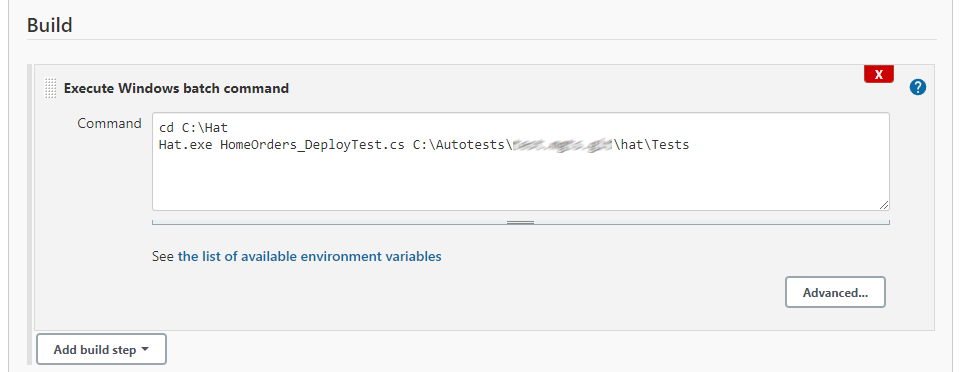 Build
X
Execute Windows batch command
?
Command
cd C:\Hat
Hat.exe HomeOrders_DeployTest.cs C:\Autotests\ \hat\Tests
See the list of available environment variables
Advanced...
Add build step